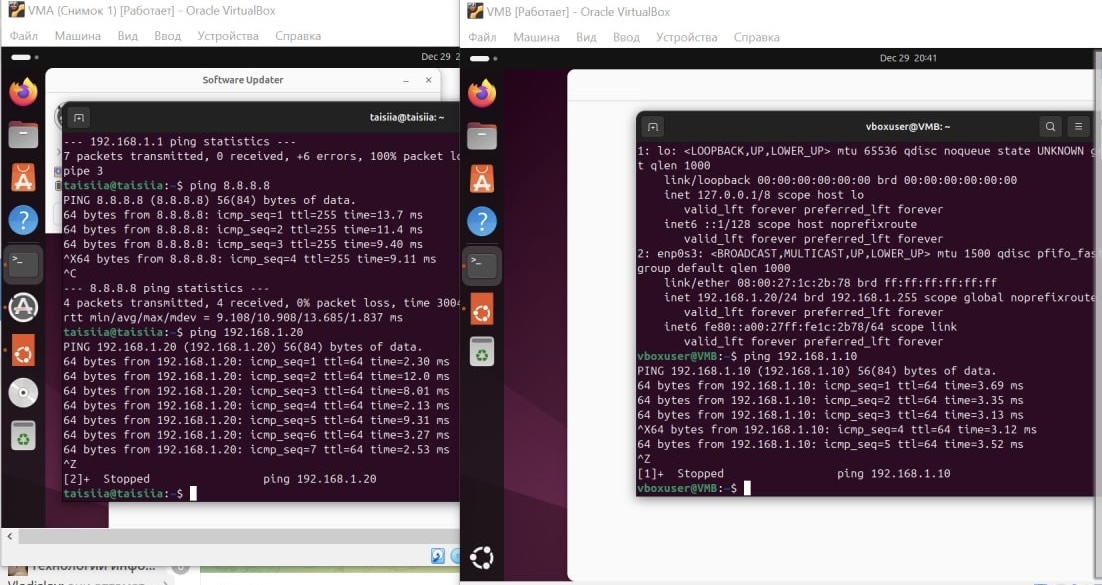 VMA (Снимок 1) [Работает] - Oracle VirtualBox
Файл Машина Вид Ввод Устройства Справка
Dec 29 2
Software Updater
taisiia@taisiia: ~
--- 192.168.1.1 ping statistics ---
7 packets transmitted, 0 received, +6 errors, 100% packet lo
pipe 3
taisiia@taisiia:~$ ping 8.8.8.8
PING 8.8.8.8 (8.8.8.8) 56(84) bytes of data.
64 bytes from 8.8.8.8: icmp_seq=1 ttl=255 time=13.7 ms
64 bytes from 8.8.8.8: icmp_seq=2 ttl=255 time=11.4 ms
64 bytes from 8.8.8.8: icmp_seq=3 ttl=255 time=9.40 ms
^X64 bytes from 8.8.8.8: icmp_seq=4 ttl=255 time=9.11 ms
^C
--- 8.8.8.8 ping statistics ---
4 packets transmitted, 4 received, 0% packet loss, time 3004
rtt min/avg/max/mdev = 9.108/10.908/13.685/1.837 ms
taisiia@taisiia:~$ ping 192.168.1.20
PING 192.168.1.20 (192.168.1.20) 56(84) bytes of data.
64 bytes from 192.168.1.20: icmp_seq=1 ttl=64 time=2.30 ms
64 bytes from 192.168.1.20: icmp_seq=2 ttl=64 time=12.0 ms
64 bytes from 192.168.1.20: icmp_seq=3 ttl=64 time=8.01 ms
64 bytes from 192.168.1.20: icmp_seq=4 ttl=64 time=2.13 ms
64 bytes from 192.168.1.20: icmp_seq=5 ttl=64 time=9.31 ms
64 bytes from 192.168.1.20: icmp_seq=6 ttl=64 time=3.27 ms
64 bytes from 192.168.1.20: icmp_seq=7 ttl=64 time=2.53 ms
^Z
[2]+ Stopped ping 192.168.1.20
taisiia@taisiia:~$
VMB [Работает] - Oracle VirtualBox
Файл Машина Вид Ввод Устройства Справка
Dec 29 20:41
vboxuser@VMB: ~
1: lo: <LOOPBACK,UP,LOWER_UP> mtu 65536 qdisc noqueue state UNKNOWN g
t qlen 1000
link/loopback 00:00:00:00:00:00 brd 00:00:00:00:00:00
inet 127.0.0.1/8 scope host lo
valid_lft forever preferred_lft forever
inet6 ::1/128 scope host noprefixroute
valid_lft forever preferred_lft forever
2: enp0s3: <BROADCAST,MULTICAST,UP,LOWER_UP> mtu 1500 qdisc pfifo_fas
group default qlen 1000
link/ether 08:00:27:1c:2b:78 brd ff:ff:ff:ff:ff:ff
inet 192.168.1.20/24 brd 192.168.1.255 scope global noprefixroute
valid_lft forever preferred_lft forever
inet6 fe80::a00:27ff:fe1c:2b78/64 scope link
valid_lft forever preferred_lft forever
vboxuser@VMB:~$ ping 192.168.1.10
PING 192.168.1.10 (192.168.1.10) 56(84) bytes of data.
64 bytes from 192.168.1.10: icmp_seq=1 ttl=64 time=3.69 ms
64 bytes from 192.168.1.10: icmp_seq=2 ttl=64 time=3.35 ms
64 bytes from 192.168.1.10: icmp_seq=3 ttl=64 time=3.13 ms
^X64 bytes from 192.168.1.10: icmp_seq=4 ttl=64 time=3.12 ms
64 bytes from 192.168.1.10: icmp_seq=5 ttl=64 time=3.52 ms
^Z
[1]+ Stopped ping 192.168.1.10
vboxuser@VMB:~$